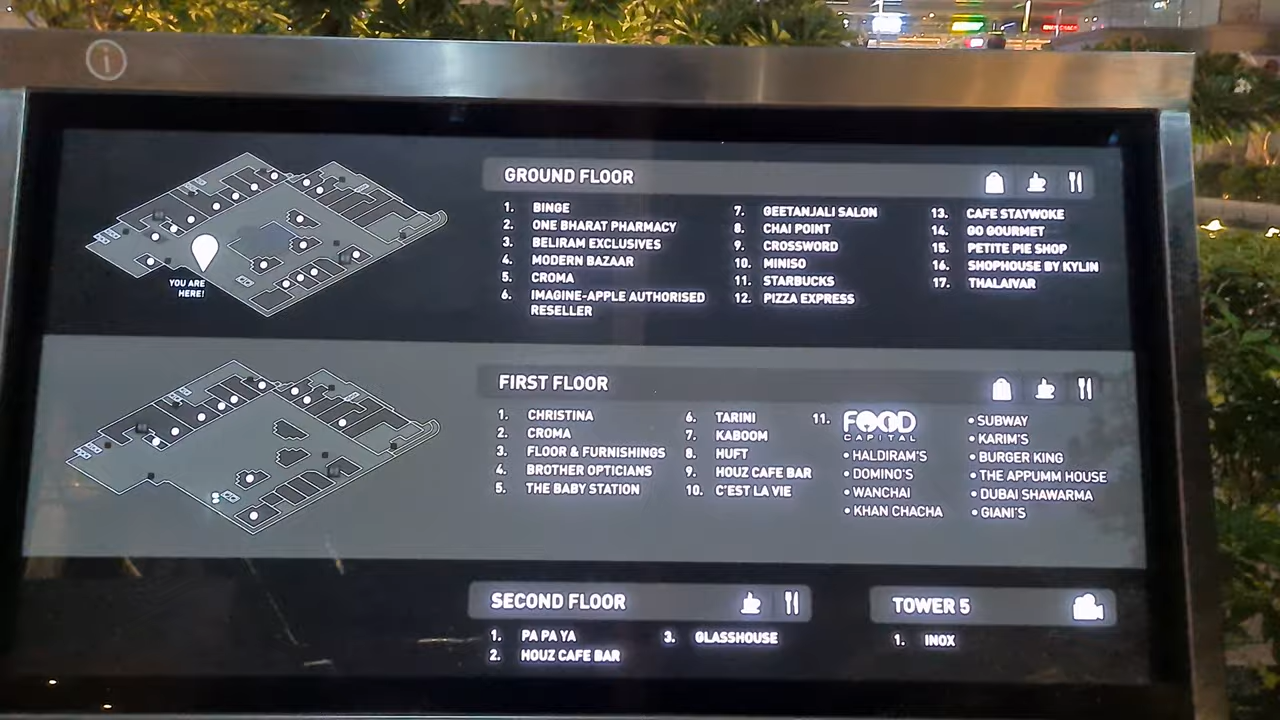 i
YOU ARE
HERE!
GROUND FLOOR
1. BINGE
2. ONE BHARAT PHARMACY
3. BELIRAM EXCLUSIVES
4. MODERN BAZAAR
5. CROMA
6. IMAGINE-APPLE AUTHORISED
RESELLER
7. GEETANJALI SALON
8. CHAI POINT
9. CROSSWORD
10. MINISO
11. STARBUCKS
12. PIZZA EXPRESS
13. CAFE STAYWOKE
14. GO GOURMET
15. PETITE PIE SHOP
16. SHOPHOUSE BY KYLIN
17. THALAIVAR
FIRST FLOOR
1. CHRISTINA
2. CROMA
3. FLOOR & FURNISHINGS
4. BROTHER OPTICIANS
5. THE BABY STATION
6. TARINI
7. KABOOM
8. HUFT
9. HOUZ CAFE BAR
10. C'EST LA VIE
11. FOOD
CAPITAL
• HALDIRAM'S
• DOMINO'S
• WANCHAI
• KHAN CHACHA
• SUBWAY
• KARIM'S
• BURGER KING
• THE APPUMM HOUSE
• DUBAI SHAWARMA
• GIANI'S
SECOND FLOOR
1. PA PA YA
2. HOUZ CAFE BAR
3. GLASSHOUSE
TOWER 5
1. INOX